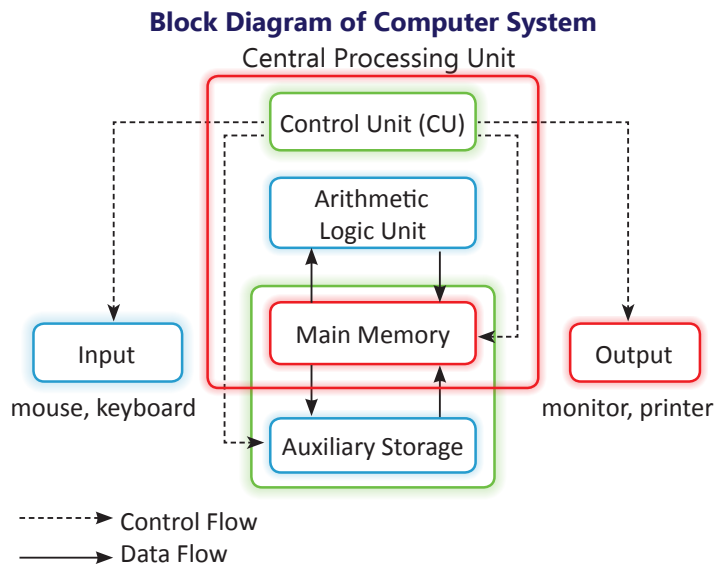 Block Diagram of Computer System
Central Processing Unit
Control Unit (CU)
Arithmetic
Logic Unit
Main Memory
Input
Output
mouse, keyboard
monitor, printer
Auxiliary Storage
Control Flow
Data Flow